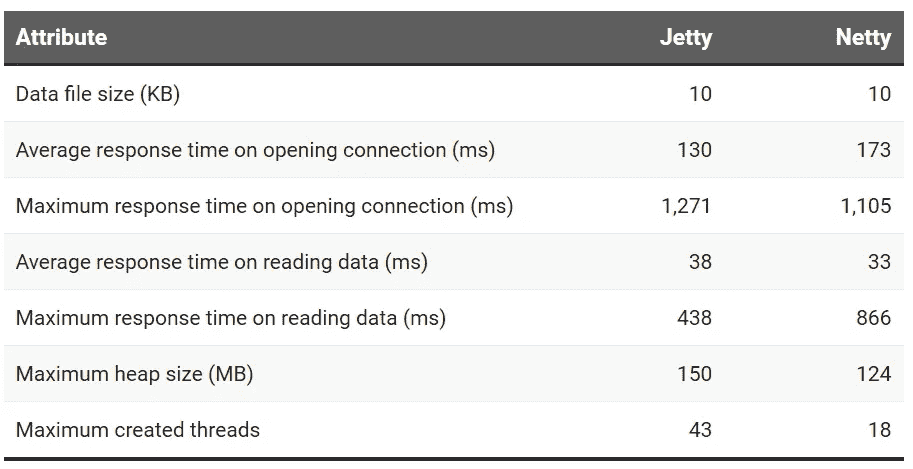 Attribute Jetty Netty
Data file size (KB) 10 10
Average response time on opening connection (ms) 130 173
Maximum response time on opening connection (ms) 1,271 1,105
Average response time on reading data (ms) 38 33
Maximum response time on reading data (ms) 438 866
Maximum heap size (MB) 150 124
Maximum created threads 43 18